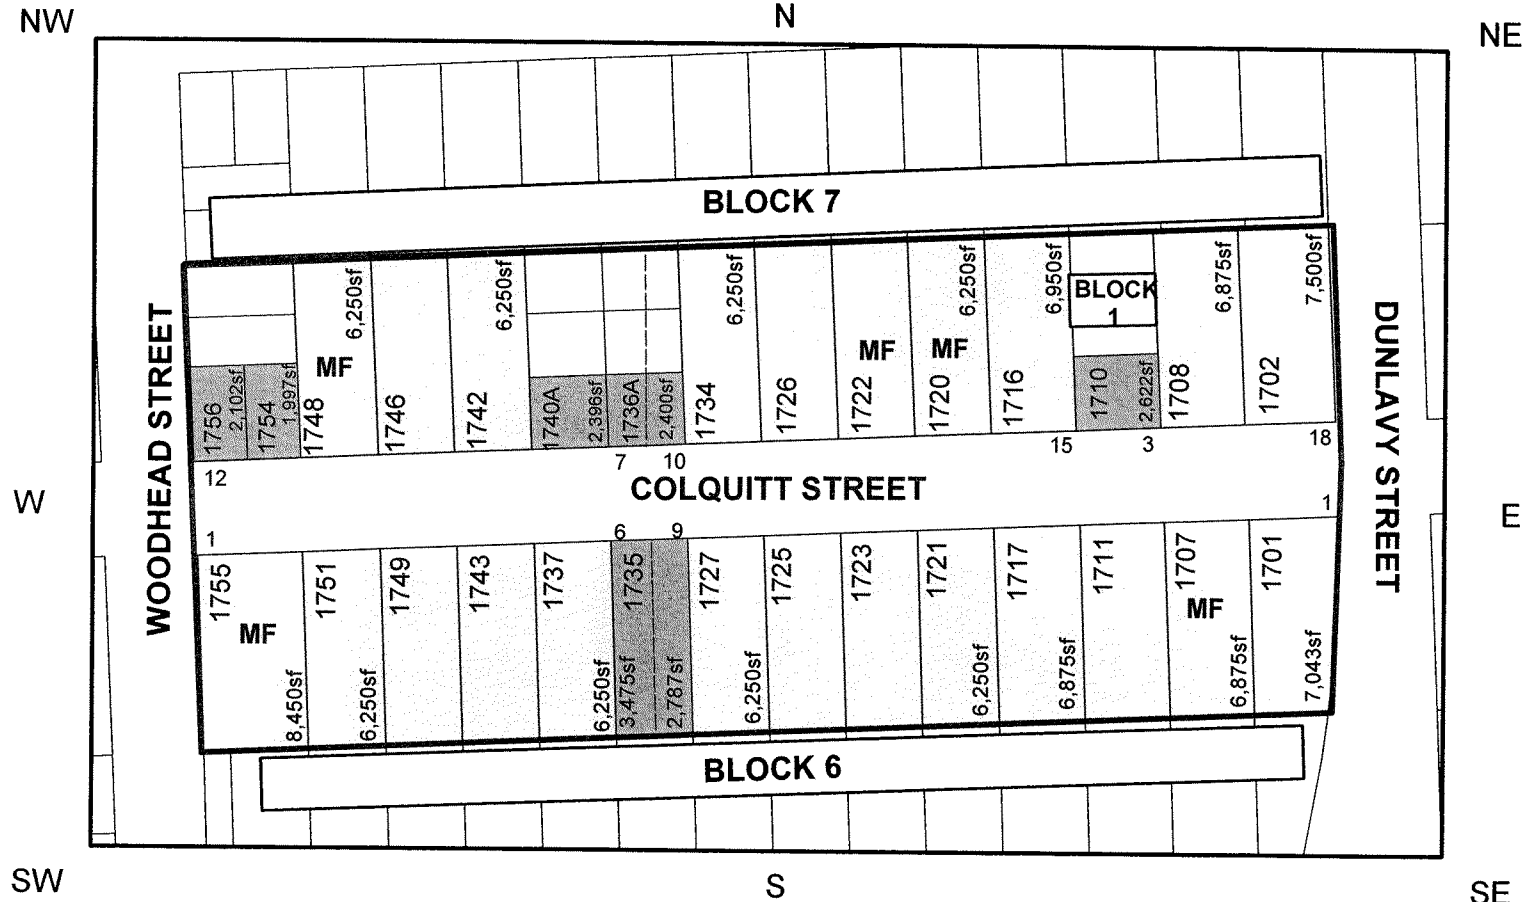 NW
N
NE
BLOCK 7
1756
2,102sf
1754
1,997sf
1748
6,250sf
MF
1746
1742
6,250sf
1740A
2,396sf
1736A
2,400sf
1734
6,250sf
1726
1722
MF
1720
6,250sf
MF
1716
6,950sf
BLOCK
1
1710
2,622sf
1708
6,875sf
1702
7,500sf
WOODHEAD STREET
DUNLAVY STREET
12
7
10
15
3
18
W
COLQUITT STREET
E
1
6
9
1
1755
MF
8,450sf
1751
6,250sf
1749
1743
1737
6,250sf
1735
3,475sf
2,787sf
1727
6,250sf
1725
1723
1721
6,250sf
1717
6,875sf
1711
1707
MF
6,875sf
1701
7,043sf
BLOCK 6
SW
S
SE